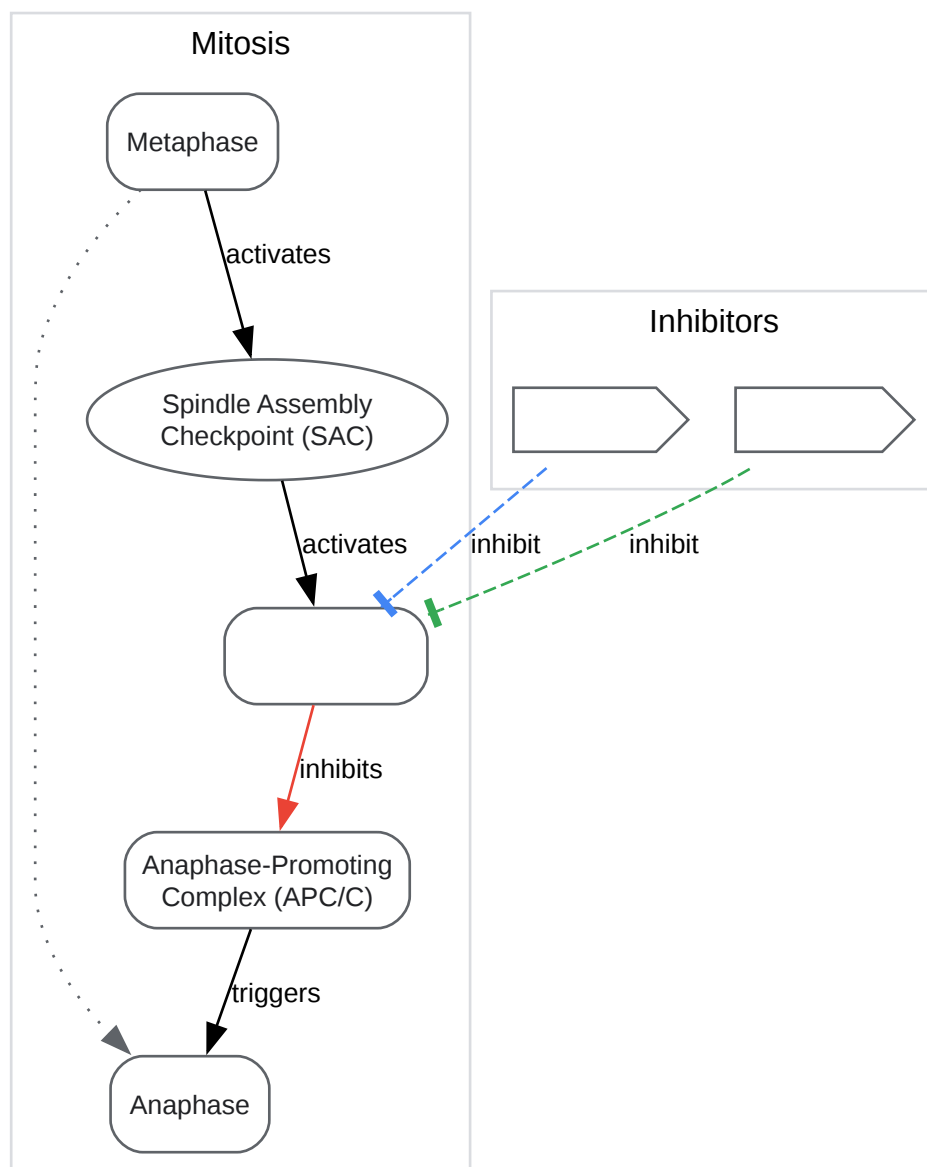 Mitosis
Metaphase
activates
Inhibitors
Spindle Assembly
Checkpoint (SAC)
activates
inhibit
inhibit
inhibits
Anaphase-Promoting
Complex (APC/C)
triggers
Anaphase